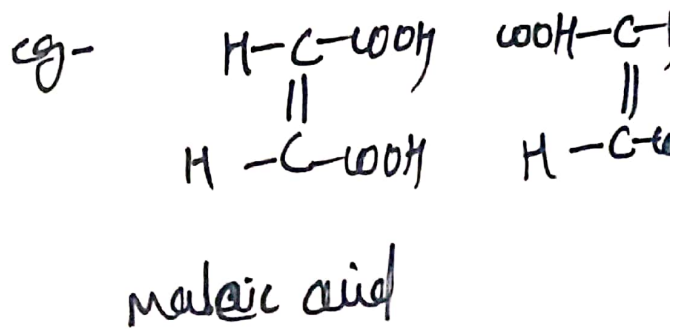 eg- H-C-COOH COOH-C-
||  ||
H -C-COOH H -C-
maleic acid